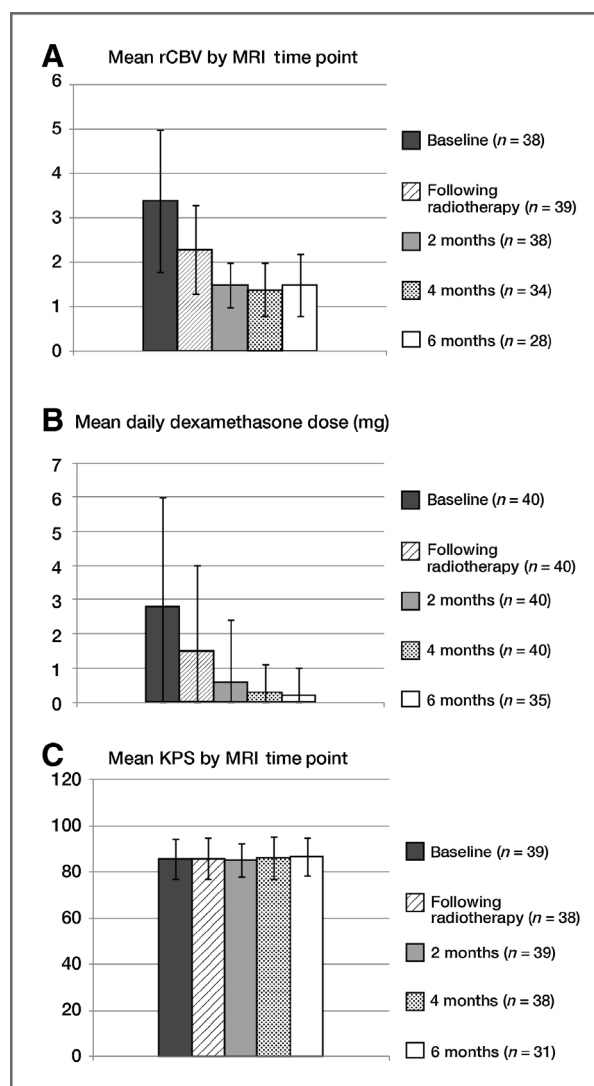 A Mean rCBV by MRI time point
6
5
4
3
2
1
0
Baseline (n = 38)
Following
radiotherapy (n = 39)
2 months (n = 38)
4 months (n = 34)
6 months (n = 28)
B Mean daily dexamethasone dose (mg)
7
6
5
4
3
2
1
0
Baseline (n = 40)
Following
radiotherapy (n = 40)
2 months (n = 40)
4 months (n = 40)
6 months (n = 35)
C Mean KPS by MRI time point
120
100
80
60
40
20
0
Baseline (n = 39)
Following
radiotherapy (n = 38)
2 months (n = 39)
4 months (n = 38)
6 months (n = 31)